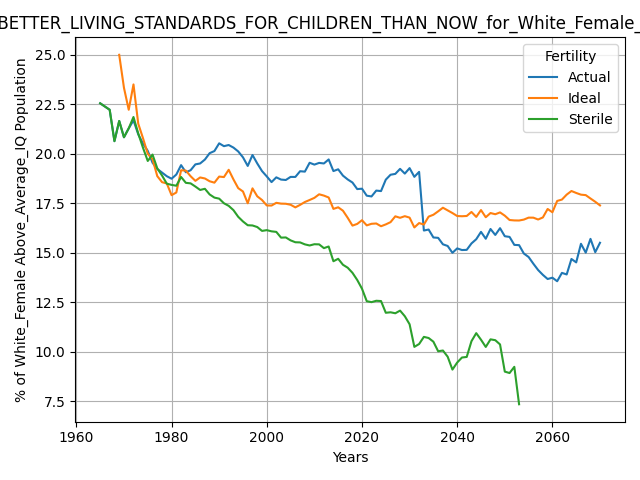 BETTER_LIVING_STANDARDS_FOR_CHILDREN_THAN_NOW_for_White_Female_
25.0
22.5
20.0
17.5
15.0
12.5
10.0
7.5
% of White_Female Above_Average_IQ Population
Fertility
Actual
Ideal
Sterile
1960 1980 2000 2020 2040 2060
Years